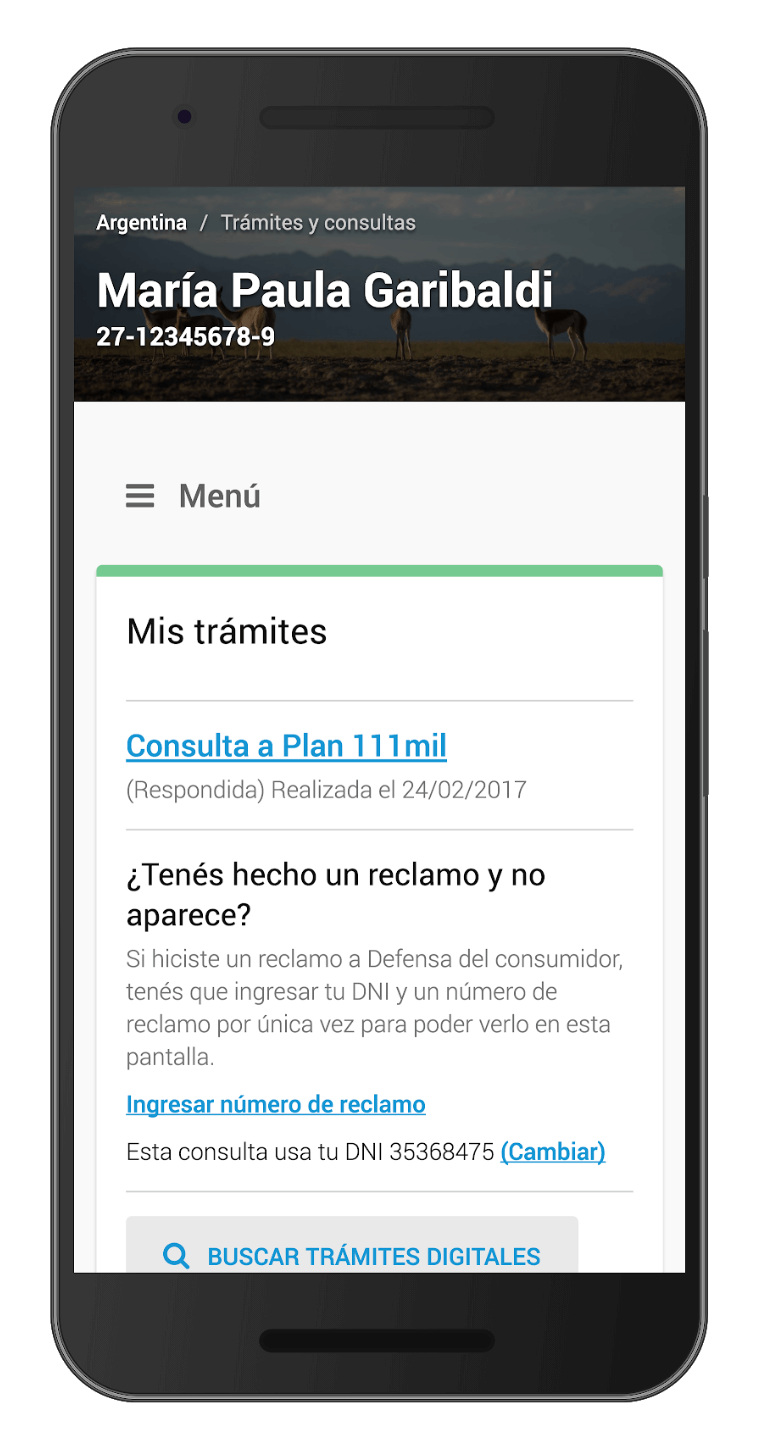 Argentina / Trámites y consultas
María Paula Garibaldi
27-12345678-9
Menú
Mis trámites
Consulta a Plan 111mil
(Respondida) Realizada el 24/02/2017
¿Tenés hecho un reclamo y no
aparece?
Si hiciste un reclamo a Defensa del consumidor,
tenés que ingresar tu DNI y un número de
reclamo por única vez para poder verlo en esta
pantalla.
Ingresar número de reclamo
Esta consulta usa tu DNI 35368475 (Cambiar)
BUSCAR TRÁMITES DIGITALES